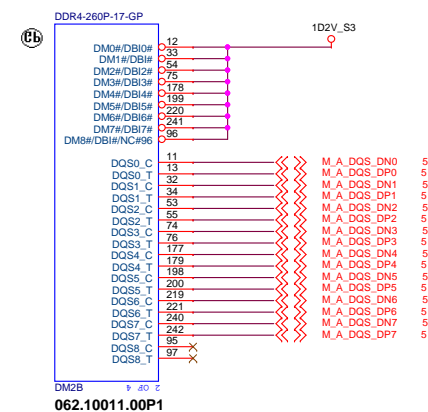 DDR4-260P-17-GP
1D2V_S3
DM0#/DBI0# 12
DM1#/DBI# 33
DM2#/DBI2# 54
DM3#/DBI3# 75
DM4#/DBI4# 178
DM5#/DBI5# 199
DM6#/DBI6# 220
DM7#/DBI7# 241
DM8#/DBI#/NC#96 96
DQS0_C 11 M_A_DQS_DN0 5
DQS0_T 13 M_A_DQS_DP0 5
DQS1_C 32 M_A_DQS_DN1 5
DQS1_T 34 M_A_DQS_DP1 5
DQS2_C 53 M_A_DQS_DN2 5
DQS2_T 55 M_A_DQS_DP2 5
DQS3_C 74 M_A_DQS_DN3 5
DQS3_T 76 M_A_DQS_DP3 5
DQS4_C 177 M_A_DQS_DN4 5
DQS4_T 179 M_A_DQS_DP4 5
DQS5_C 198 M_A_DQS_DN5 5
DQS5_T 200 M_A_DQS_DP5 5
DQS6_C 219 M_A_DQS_DN6 5
DQS6_T 221 M_A_DQS_DP6 5
DQS7_C 240 M_A_DQS_DN7 5
DQS7_T 242 M_A_DQS_DP7 5
DQS8_C 95
DQS8_T 97
DM2B 2 OF 4
062.10011.00P1